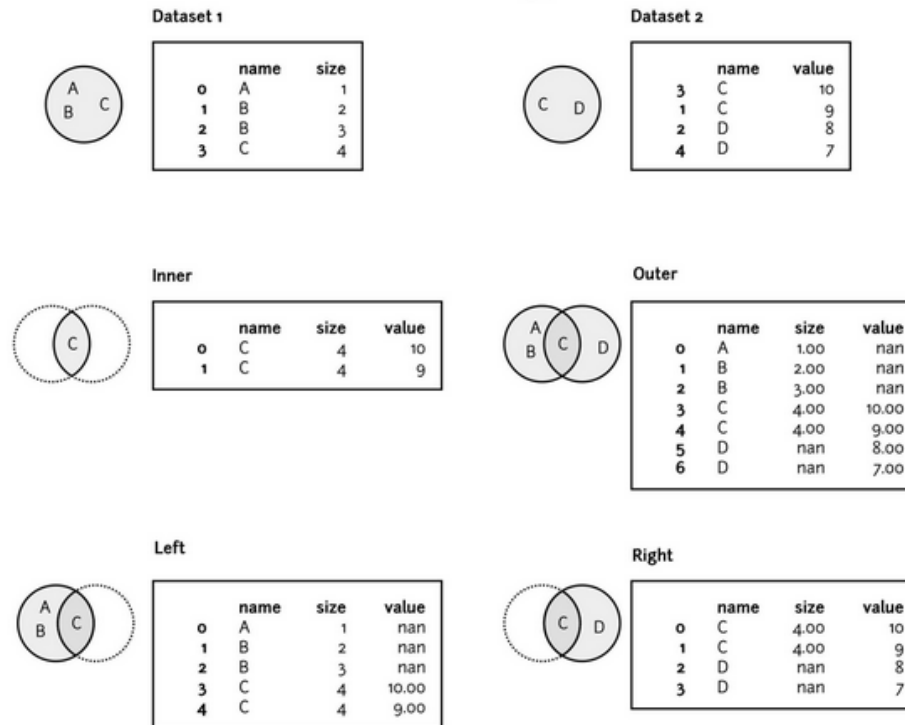 Dataset 1
A
B
C
name size
0 A 1
1 B 2
2 B 3
3 C 4
Dataset 2
C D
name value
3 C 10
1 C 9
2 D 8
4 D 7
Inner
C
name size value
0 C 4 10
1 C 4 9
Outer
A
B
C
D
name size value
0 A 1.00 nan
1 B 2.00 nan
2 B 3.00 nan
3 C 4.00 10.00
4 C 4.00 9.00
5 D nan 8.00
6 D nan 7.00
Left
A
B
C
name size value
0 A 1 nan
1 B 2 nan
2 B 3 nan
3 C 4 10.00
4 C 4 9.00
Right
C D
name size value
0 C 4.00 10
1 C 4.00 9
2 D nan 8
3 D nan 7